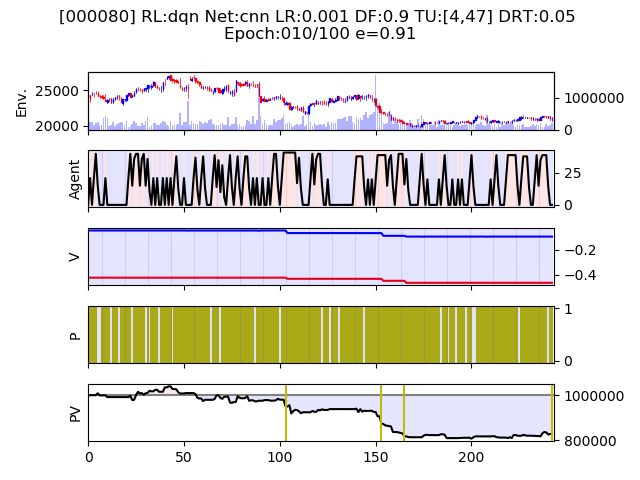 [000080] RL:dqn Net:cnn LR:0.001 DF:0.9 TU:[4,47] DRT:0.05
Epoch:010/100 e=0.91
Env.
25000
20000
1000000
0
Agent
25
0
V
−0.2
−0.4
P
1
0
PV
1000000
800000
0
50
100
150
200